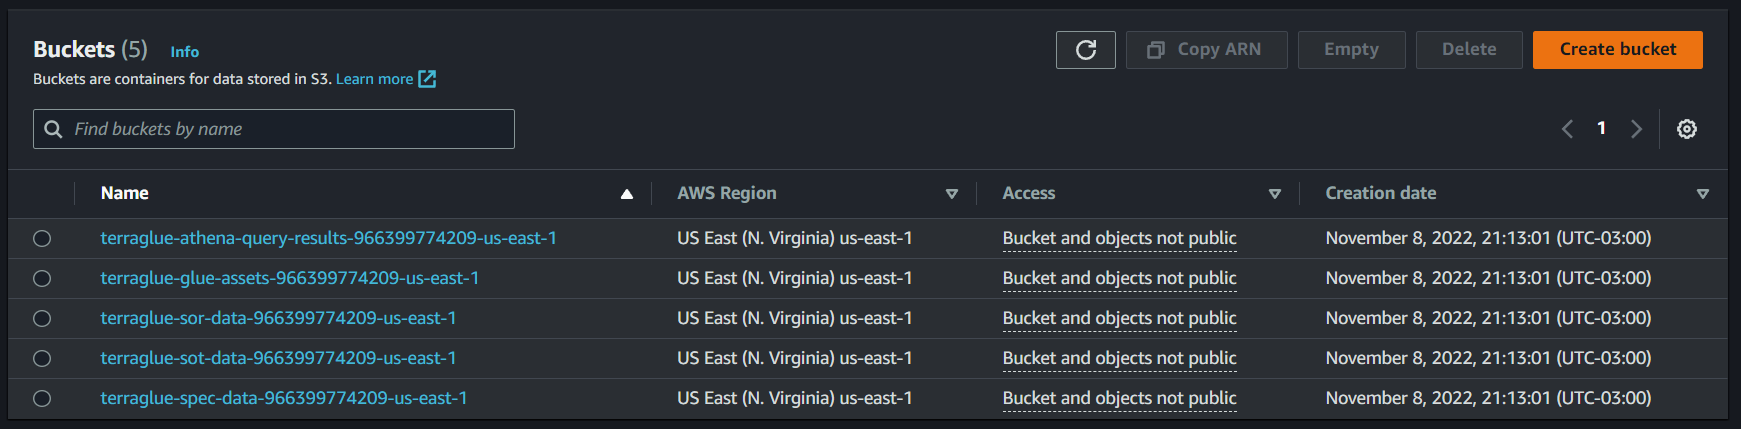 Buckets (5) Info
Copy ARN Empty Delete Create bucket
Buckets are containers for data stored in S3. Learn more
Find buckets by name
1
Name AWS Region Access Creation date
terraglue-athena-query-results-966399774209-us-east-1 US East (N. Virginia) us-east-1 Bucket and objects not public November 8, 2022, 21:13:01 (UTC-03:00)
terraglue-glue-assets-966399774209-us-east-1 US East (N. Virginia) us-east-1 Bucket and objects not public November 8, 2022, 21:13:01 (UTC-03:00)
terraglue-sor-data-966399774209-us-east-1 US East (N. Virginia) us-east-1 Bucket and objects not public November 8, 2022, 21:13:01 (UTC-03:00)
terraglue-sot-data-966399774209-us-east-1 US East (N. Virginia) us-east-1 Bucket and objects not public November 8, 2022, 21:13:01 (UTC-03:00)
terraglue-spec-data-966399774209-us-east-1 US East (N. Virginia) us-east-1 Bucket and objects not public November 8, 2022, 21:13:01 (UTC-03:00)